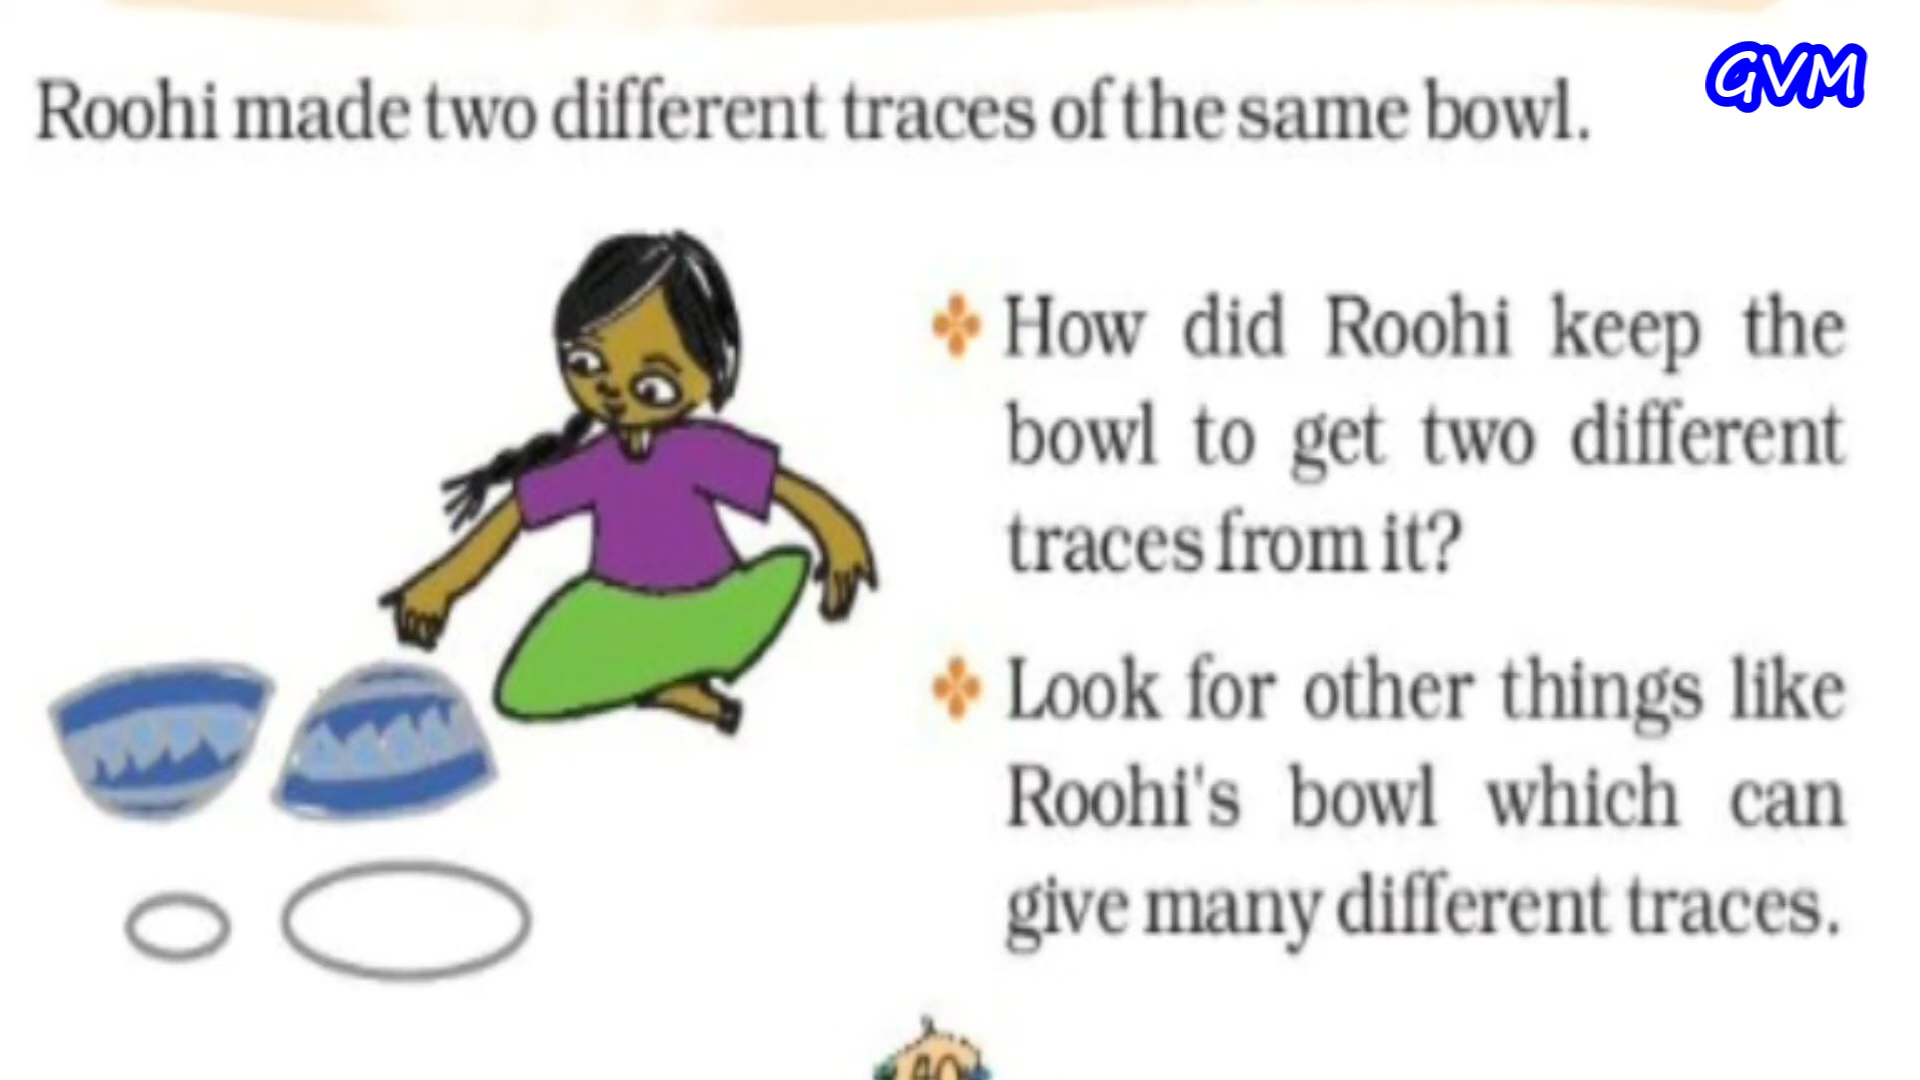 GVM
Roohi made two different traces of the same bowl.
How did Roohi keep the
bowl to get two different
traces from it?
Look for other things like
Roohi's bowl which can
give many different traces.